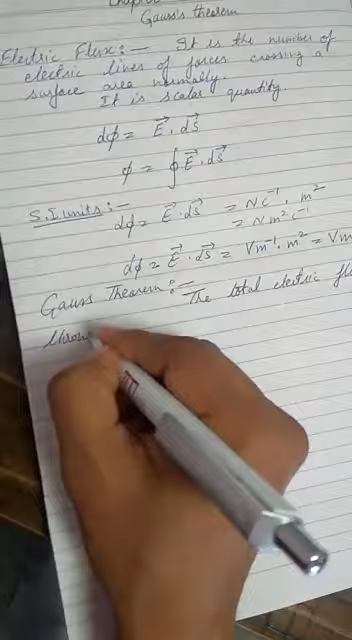 Gauss's theorem
Electric Flux:- It is the number of
electric lines of forces crossing a
surface are normally.
It is scalar quantity.
dϕ = E⃗ . dS⃗
ϕ = ∮ E⃗ . dS⃗
S.I units:- dϕ = E⃗ . dS⃗ = NC⁻¹ . m²
= Nm²C⁻¹
dϕ = E⃗ . dS⃗ = Vm⁻¹ . m² = Vm
Gauss Theorem:- The total electric